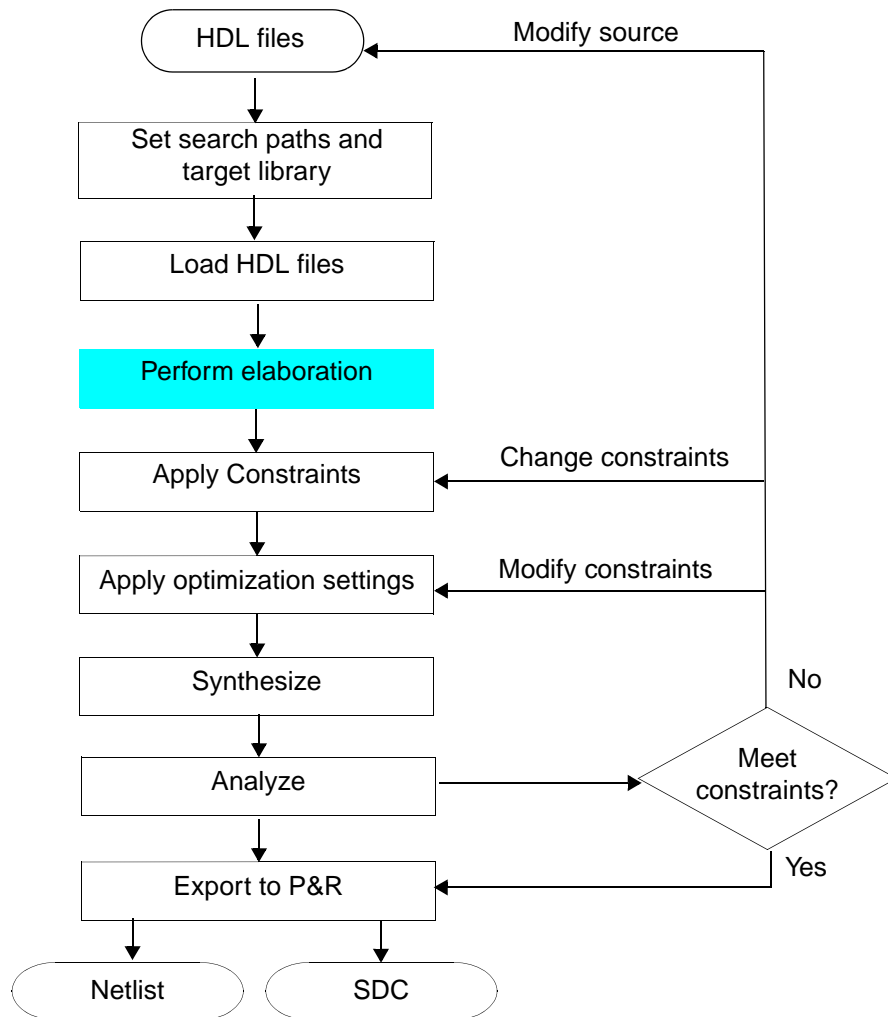 HDL files
Modify source
Set search paths and
target library
Load HDL files
Perform elaboration
Apply Constraints
Change constraints
Apply optimization settings
Modify constraints
Synthesize
No
Analyze
Meet
constraints?
Yes
Export to P&R
Netlist
SDC